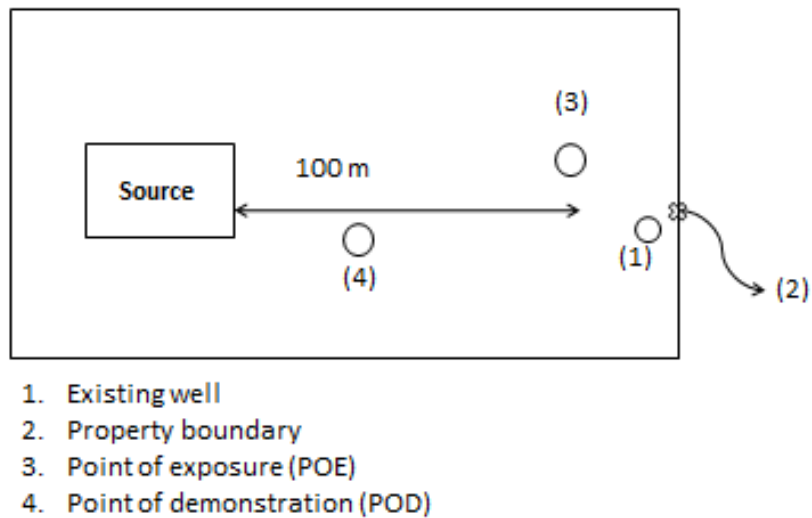 (3)
100 m
Source
(1)
(4)
(2)
1. Existing well
2. Property boundary
3. Point of exposure (POE)
4. Point of demonstration (POD)